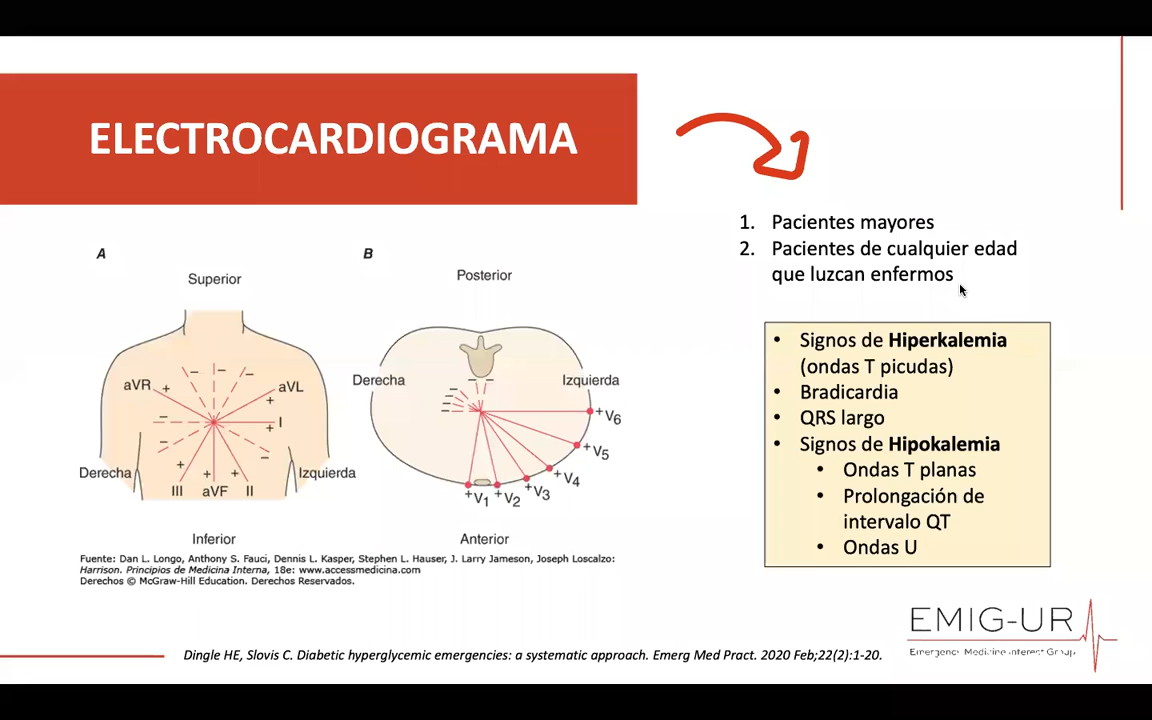 ELECTROCARDIOGRAMA
1. Pacientes mayores
2. Pacientes de cualquier edad
que luzcan enfermos
A
Superior
aVR
+
−
−
−
aVL
+
−
I
+
−
−
Derecha
+
+
+
Izquierda
III
aVF
II
Inferior
B
Posterior
Derecha
Izquierda
−
−
−
−
−
+V6
+V5
+V4
+V3
+V2
+V1
Anterior
• Signos de Hiperkalemia
(ondas T picudas)
• Bradicardia
• QRS largo
• Signos de Hipokalemia
• Ondas T planas
• Prolongación de
intervalo QT
• Ondas U
Fuente: Dan L. Longo, Anthony S. Fauci, Dennis L. Kasper, Stephen L. Hauser, J. Larry Jameson, Joseph Loscalzo:
Harrison. Principios de Medicina Interna, 18e: www.accessmedicina.com
Derechos © McGraw-Hill Education. Derechos Reservados.
EMIG-UR
Emergency Medicine Interest Group
Dingle HE, Slovis C. Diabetic hyperglycemic emergencies: a systematic approach. Emerg Med Pract. 2020 Feb;22(2):1-20.